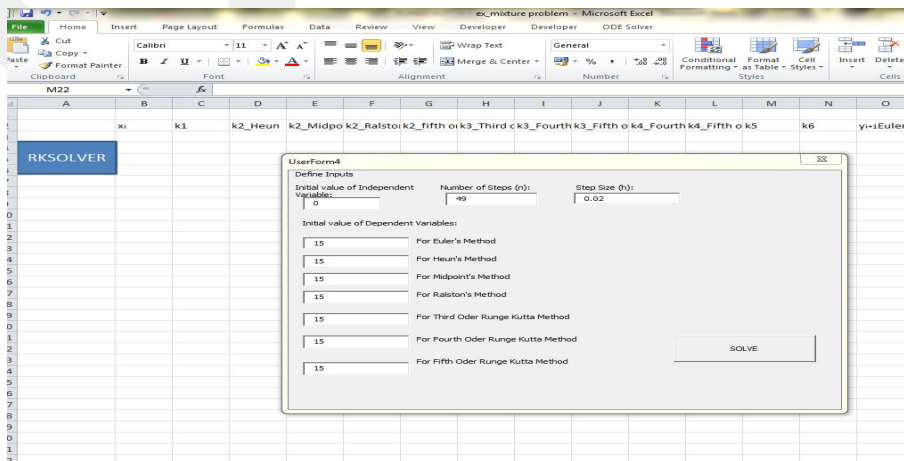 ex_mixture problem - Microsoft Excel
File Home Insert Page Layout Formulas Data Review View Developer Developer ODE Solver
Paste Cut Copy Format Painter
Calibri 11 A A Wrap Text General
B I U A Merge & Center % , .00 Conditional Formatting Format as Table Cell Styles Insert Delete
Clipboard Font Alignment Number Styles Cells
M22 fx
A B C D E F G H I J K L M N O
xi k1 k2_Heun k2_Midpo k2_Ralsto k2_fifth o k3_Third o k3_Fourth k3_Fifth o k4_Fourth k4_Fifth o k5 k6 yi+1Euler
RKSOLVER
UserForm4
Define Inputs
Initial value of Independent Variable: Number of Steps (n): Step Size (h):
0 49 0.02
Initial value of Dependent Variables:
15 For Euler's Method
15 For Heun's Method
15 For Midpoint's Method
15 For Ralston's Method
15 For Third Oder Runge Kutta Method
15 For Fourth Oder Runge Kutta Method
SOLVE
15 For Fifth Oder Runge Kutta Method